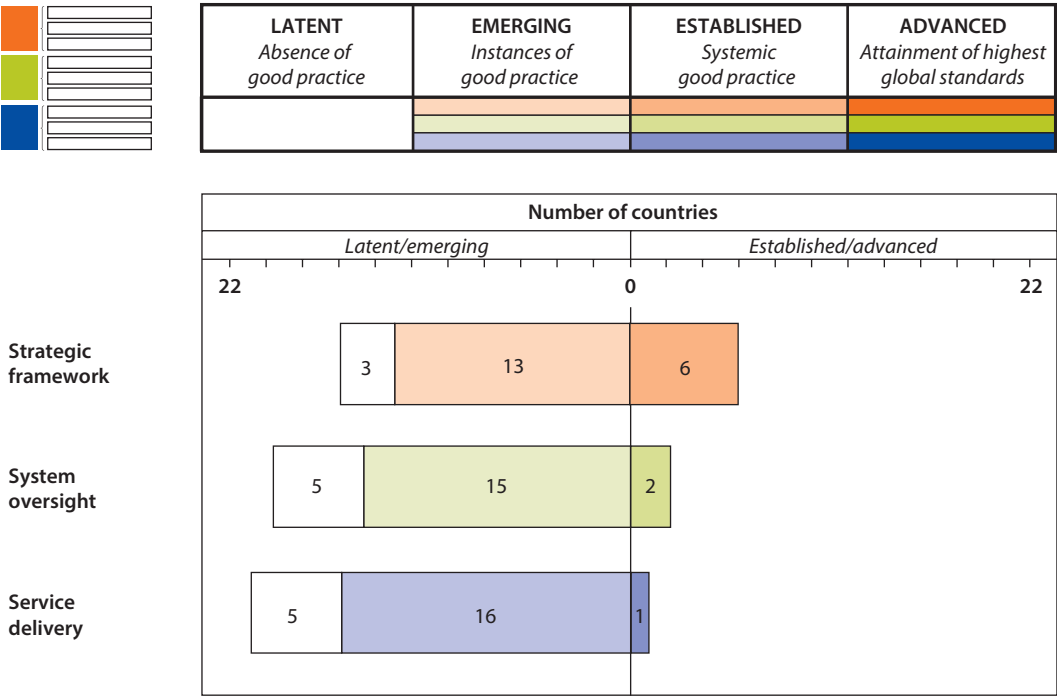 LATENT
Absence of
good practice
EMERGING
Instances of
good practice
ESTABLISHED
Systemic
good practice
ADVANCED
Attainment of highest
global standards
Number of countries
Latent/emerging
Established/advanced
22
0
22
Strategic
framework
3
13
6
System
oversight
5
15
2
Service
delivery
5
16
1